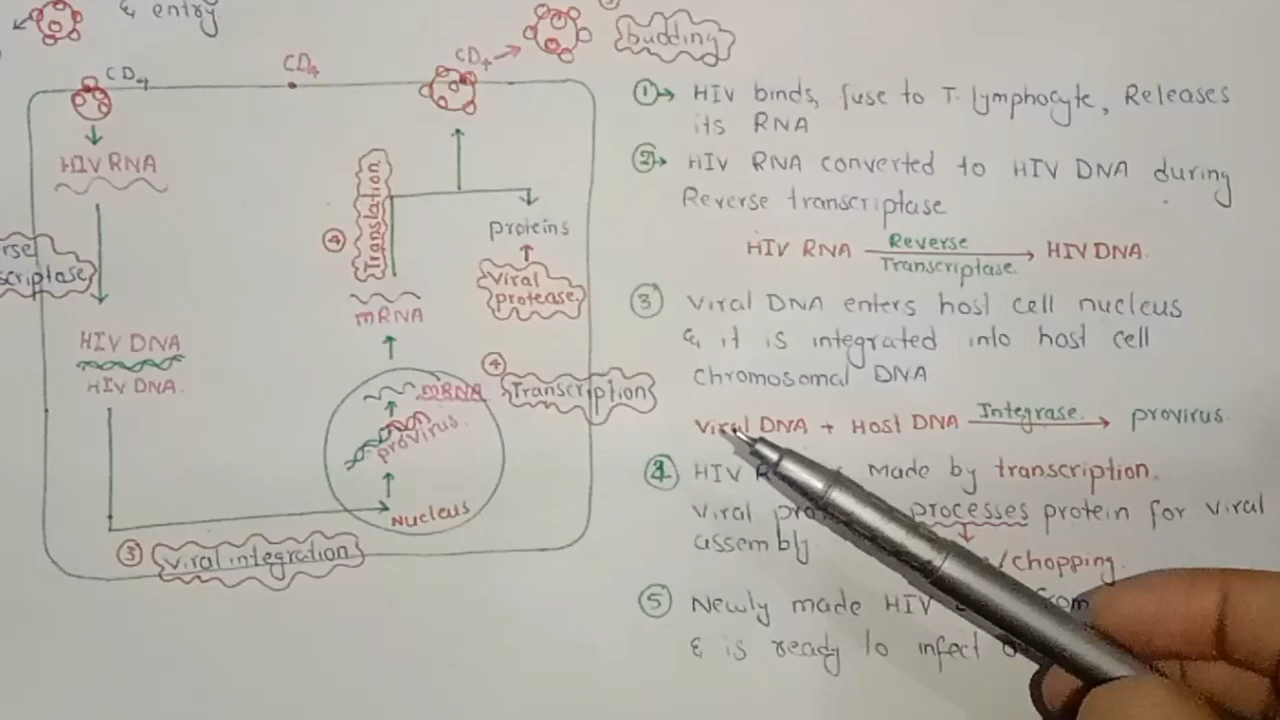 & entry
CD4
CD4
CD4
budding
HIV RNA
rse
scriptase
HIV DNA
HIV DNA
③ Viral integration
Nucleus
provirus
mRNA
④ Transcription
mRNA
④ Translation
proteins
Viral
protease
①→ HIV binds, fuse to T. lymphocyte, Releases
its RNA
②→ HIV RNA converted to HIV DNA during
Reverse transcriptase
HIV RNA Reverse Transcriptase. → HIV DNA.
③ Viral DNA enters host cell nucleus
& it is integrated into host cell
chromosomal DNA
Viral DNA + Host DNA Integrase → provirus.
HIV made by transcription.
Viral processes protein for viral
assembly.
/chopping.
⑤ Newly made HIV from
& is ready to infect